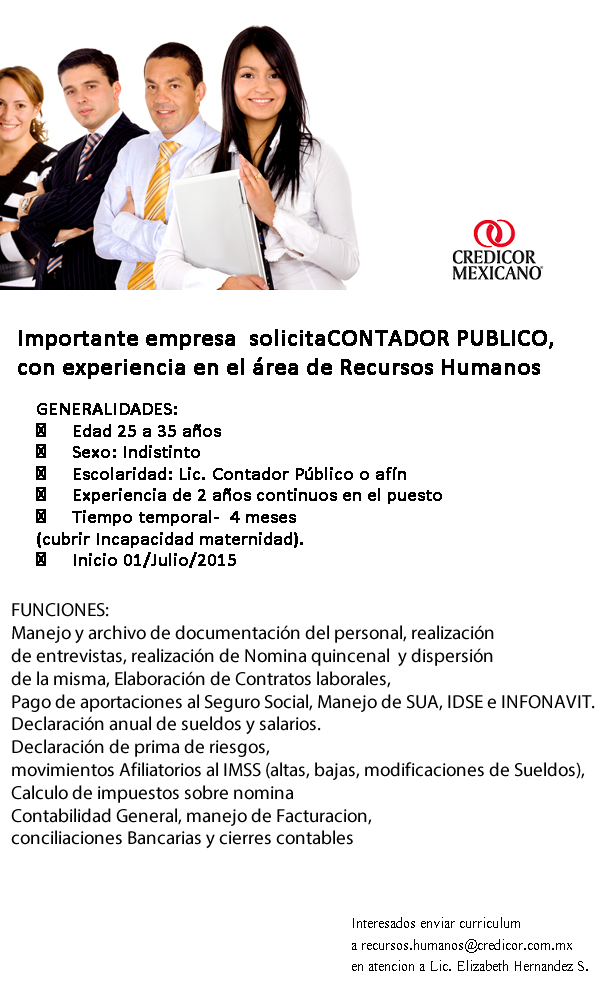 CREDICOR
MEXICANO
Importante empresa  solicitaCONTADOR PUBLICO,
con experiencia en el área de Recursos Humanos
GENERALIDADES:
Edad 25 a 35 años
Sexo: Indistinto
Escolaridad: Lic. Contador Público o afín
Experiencia de 2 años continuos en el puesto
Tiempo temporal-  4 meses
(cubrir Incapacidad maternidad).
Inicio 01/Julio/2015
FUNCIONES:
Manejo y archivo de documentación del personal, realización
de entrevistas, realización de Nomina quincenal  y dispersión
de la misma, Elaboración de Contratos laborales,
Pago de aportaciones al Seguro Social, Manejo de SUA, IDSE e INFONAVIT.
Declaración anual de sueldos y salarios.
Declaración de prima de riesgos,
movimientos Afiliatorios al IMSS (altas, bajas, modificaciones de Sueldos),
Calculo de impuestos sobre nomina
Contabilidad General, manejo de Facturacion,
conciliaciones Bancarias y cierres contables
Interesados enviar curriculum
a recursos.humanos@credicor.com.mx
en atencion a Lic. Elizabeth Hernandez S.